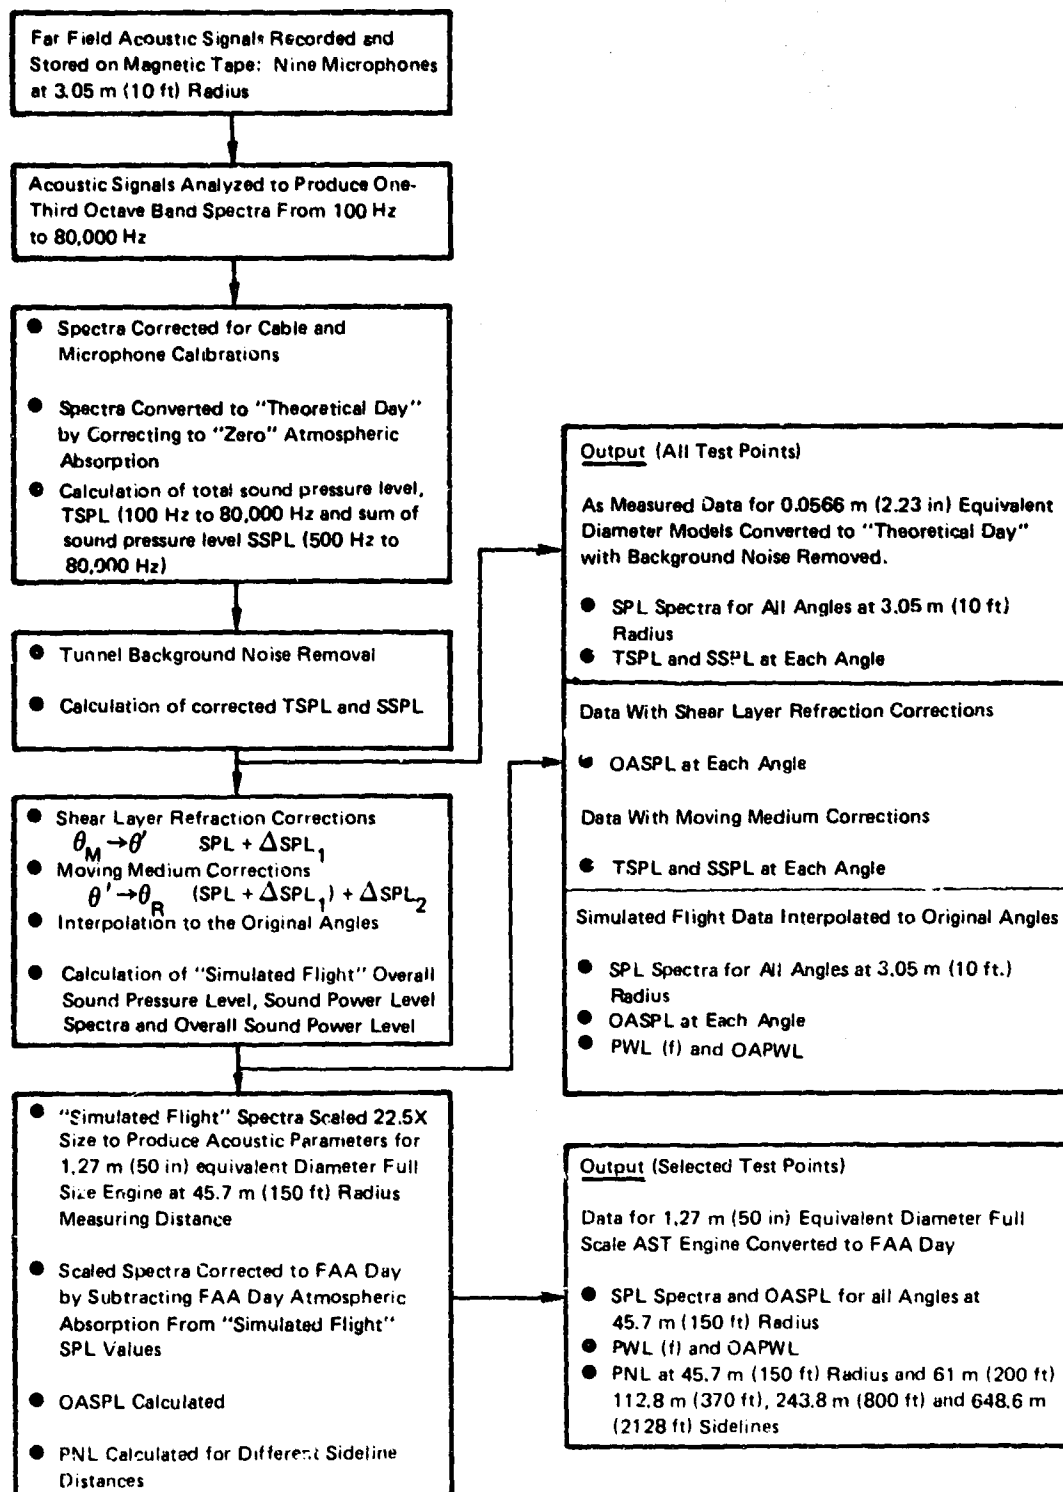 Far Field Acoustic Signals Recorded and
Stored on Magnetic Tape: Nine Microphones
at 3.05 m (10 ft) Radius
Acoustic Signals Analyzed to Produce One-
Third Octave Band Spectra From 100 Hz
to 80,000 Hz
● Spectra Corrected for Cable and
Microphone Calibrations
● Spectra Converted to "Theoretical Day"
by Correcting to "Zero" Atmospheric
Absorption
● Calculation of total sound pressure level,
TSPL (100 Hz to 80,000 Hz and sum of
sound pressure level SSPL (500 Hz to
80,000 Hz)
● Tunnel Background Noise Removal
● Calculation of corrected TSPL and SSPL
● Shear Layer Refraction Corrections
θM → θ′ SPL + ΔSPL1
● Moving Medium Corrections
θ′ → θR (SPL + ΔSPL1) + ΔSPL2
● Interpolation to the Original Angles
● Calculation of "Simulated Flight" Overall
Sound Pressure Level, Sound Power Level
Spectra and Overall Sound Power Level
● "Simulated Flight" Spectra Scaled 22.5X
Size to Produce Acoustic Parameters for
1.27 m (50 in) equivalent Diameter Full
Size Engine at 45.7 m (150 ft) Radius
Measuring Distance
● Scaled Spectra Corrected to FAA Day
by Subtracting FAA Day Atmospheric
Absorption From "Simulated Flight"
SPL Values
● OASPL Calculated
● PNL Calculated for Different Sideline
Distances
Output (All Test Points)
As Measured Data for 0.0566 m (2.23 in) Equivalent
Diameter Models Converted to "Theoretical Day"
with Background Noise Removed.
● SPL Spectra for All Angles at 3.05 m (10 ft)
Radius
● TSPL and SSPL at Each Angle
Data With Shear Layer Refraction Corrections
● OASPL at Each Angle
Data With Moving Medium Corrections
● TSPL and SSPL at Each Angle
Simulated Flight Data Interpolated to Original Angles
● SPL Spectra for All Angles at 3.05 m (10 ft.)
Radius
● OASPL at Each Angle
● PWL (f) and OAPWL
Output (Selected Test Points)
Data for 1.27 m (50 in) Equivalent Diameter Full
Scale AST Engine Converted to FAA Day
● SPL Spectra and OASPL for all Angles at
45.7 m (150 ft) Radius
● PWL (f) and OAPWL
● PNL at 45.7 m (150 ft) Radius and 61 m (200 ft)
112.8 m (370 ft), 243.8 m (800 ft) and 648.6 m
(2128 ft) Sidelines